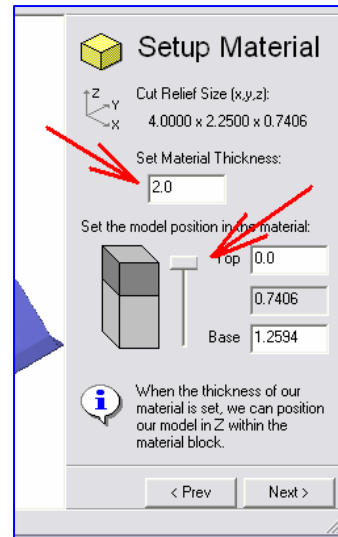 Setup Material
Z
Y
X
Cut Relief Size (x,y,z):
4.0000 x 2.2500 x 0.7406
Set Material Thickness:
2.0
Set the model position in the material:
Top 0.0
0.7406
Base 1.2594
When the thickness of our
material is set, we can position
our model in Z within the
material block.
< Prev Next >